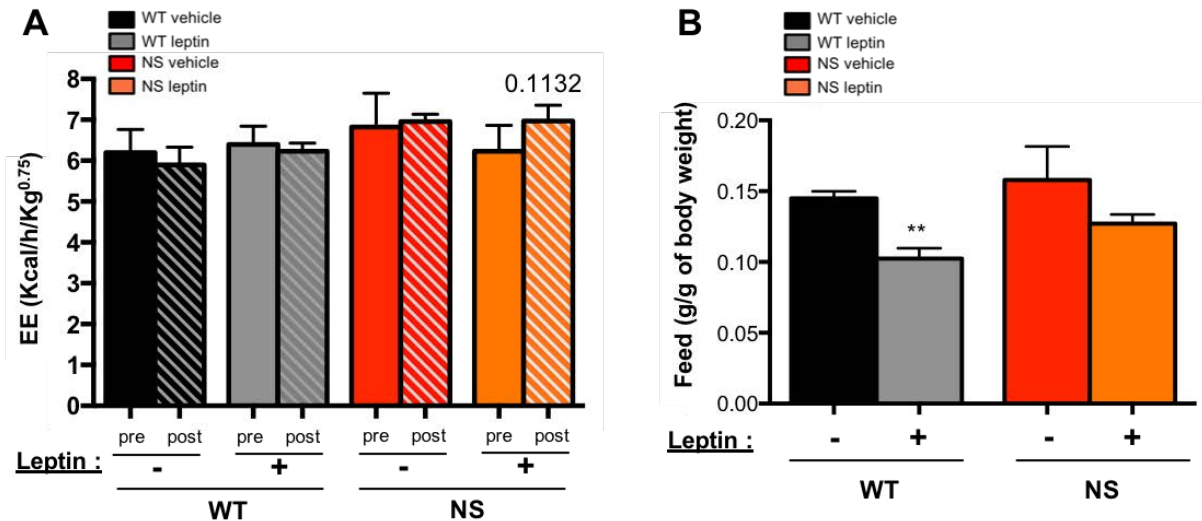 A
WT vehicle
WT leptin
NS vehicle
NS leptin
0.1132
EE (Kcal/h/Kg0.75)
8
7
6
5
4
3
2
1
0
pre post pre post pre post pre post
Leptin : - + - +
WT NS
B
WT vehicle
WT leptin
NS vehicle
NS leptin
Feed (g/g of body weight)
0.20
0.15
0.10
0.05
0.00
**
Leptin : - + - +
WT NS